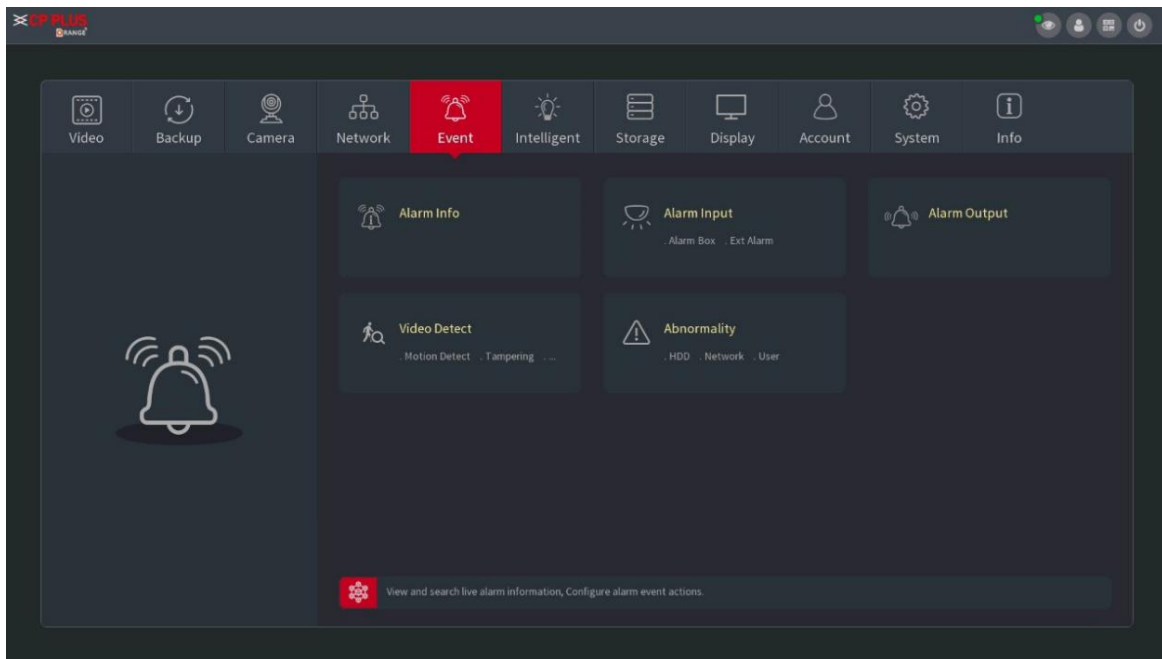 CP PLUS
ORANGE
Video Backup Camera Network Event Intelligent Storage Display Account System Info
Alarm Info
Alarm Input
. Alarm Box . Ext Alarm
Alarm Output
Video Detect
. Motion Detect . Tampering . ...
Abnormality
. HDD . Network . User
View and search live alarm information, Configure alarm event actions.